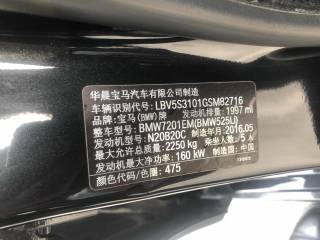 华晨宝马汽车有限公司制造
车辆识别代号: LBV5S3101GSM82716
品牌: 宝马(BMW)牌 发动机排量: 1997 ml
整车型号: BMW7201EM(BMW525Li)
发动机型号: N20B20C 制造年月: 2016.05
最大允许总质量: 2250 kg 乘坐人数: 5人
发动机最大净功率: 160 kW 制造国: 中国
颜色代码/色圈: 475